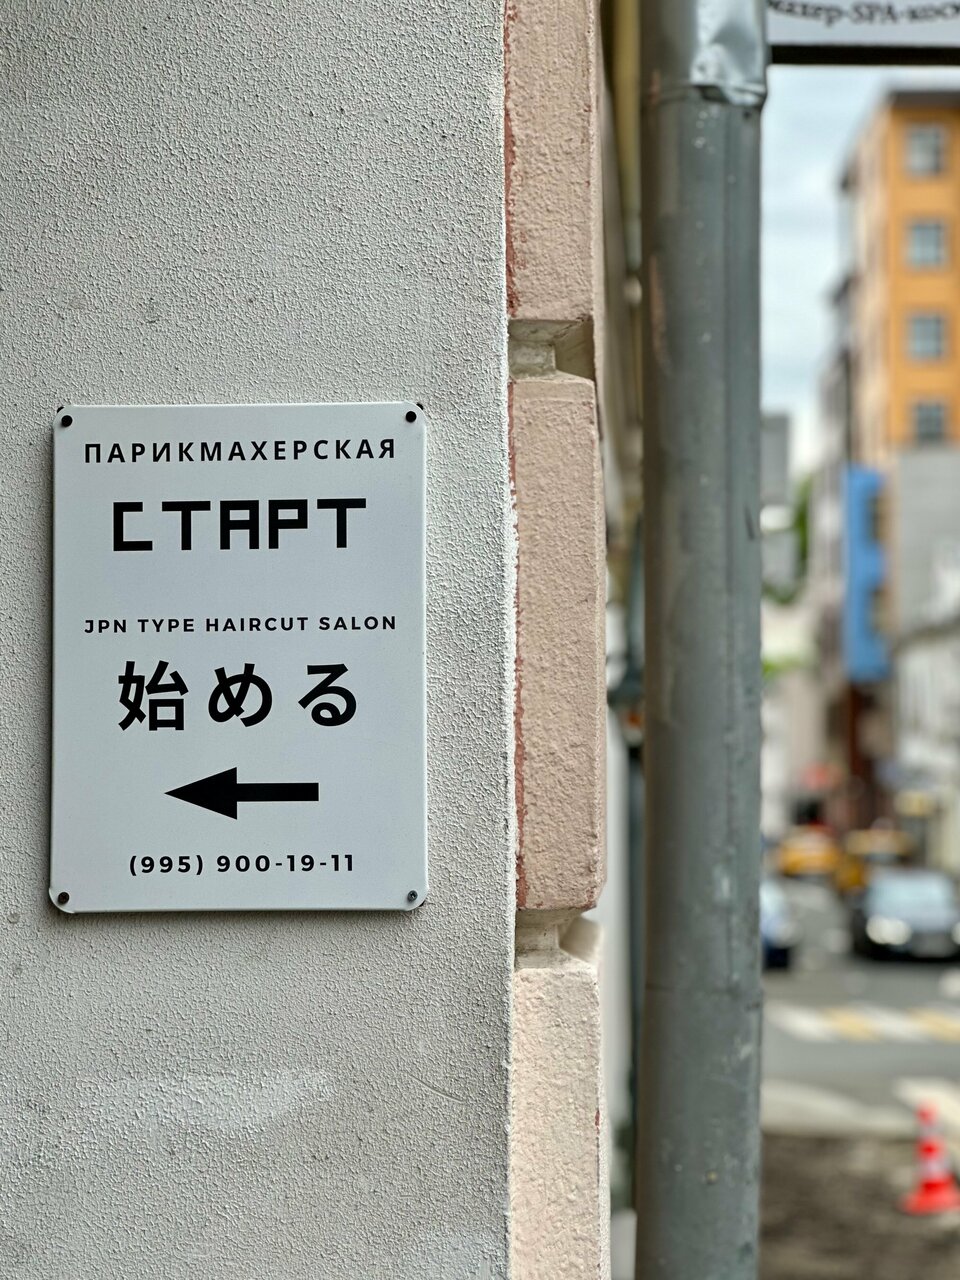 ПАРИКМАХЕРСКАЯ
СТАРТ
JPN TYPE HAIRCUT SALON
始める
(995) 900-19-11